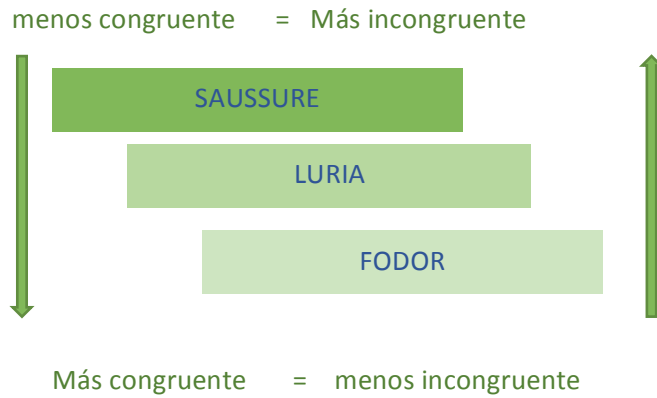 menos congruente = Más incongruente
SAUSSURE
LURIA
FODOR
Más congruente = menos incongruente